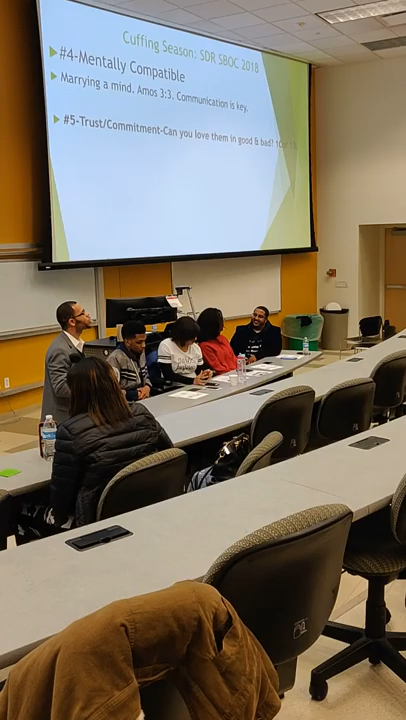 Cuffing Season: SDR SBOC 2018
#4-Mentally Compatible
Marrying a mind. Amos 3:3, Communication is key.
#5-Trust/Commitment-Can you love them in good & bad?